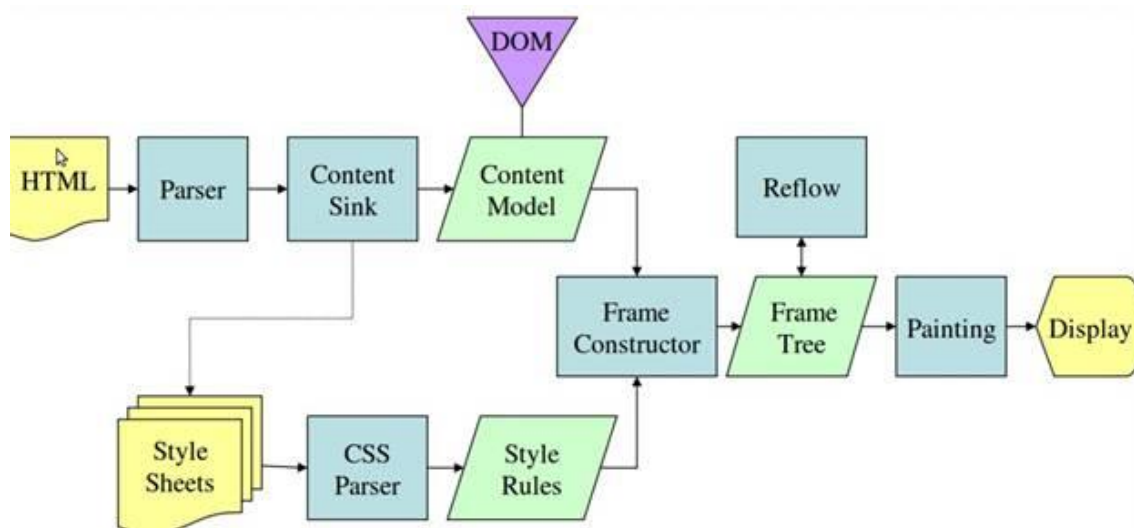 DOM
HTML
Parser
Content
Sink
Content
Model
Reflow
Frame
Constructor
Frame
Tree
Painting
Display
Style
Sheets
CSS
Parser
Style
Rules